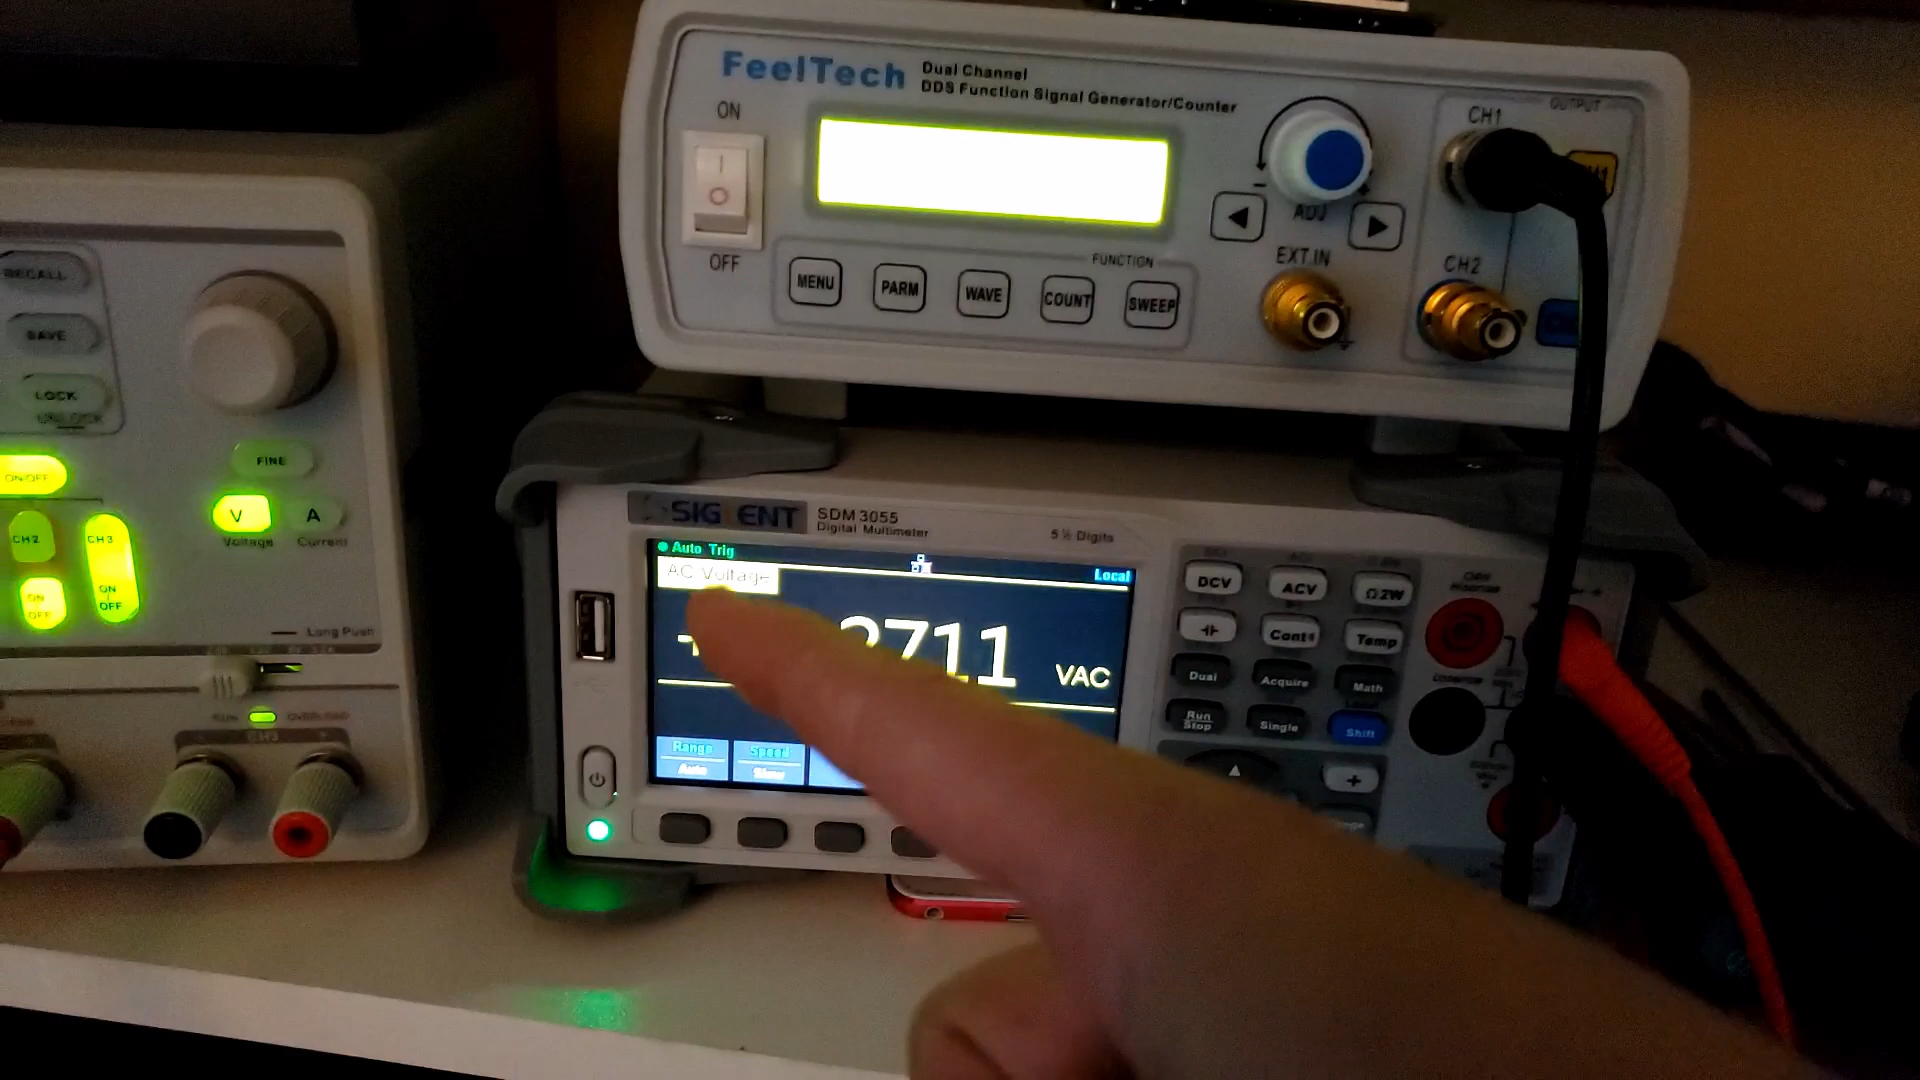 FeelTech
Dual Channel
DDS Function Signal Generator/Counter
ON
OFF
MENU
PARM
WAVE
COUNT
SWEEP
FUNCTION
ADJ
EXT.IN
OUTPUT
CH1
CH2
RECALL
SAVE
LOCK
FINE
V
A
Voltage
Current
ON/OFF
CH2
CH3
ON
OFF
ON
OFF
Long Push
CH3
SIGLENT
SDM3055
Digital Multimeter
5½ Digits
Auto Trig
Local
AC Voltage
2711
VAC
Range
Auto
Speed
Slow
DCV
ACV
Ω2W
Cont
Temp
Dual
Acquire
Math
Run
Stop
Single
Shift